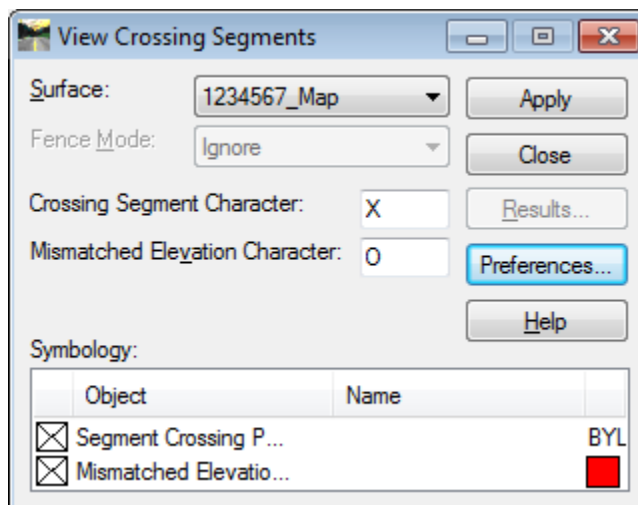 View Crossing Segments
Surface: 1234567_Map Apply
Fence Mode: Ignore Close
Crossing Segment Character: X Results...
Mismatched Elevation Character: O Preferences...
Help
Symbology:
Object Name
Segment Crossing P... BYL
Mismatched Elevatio...